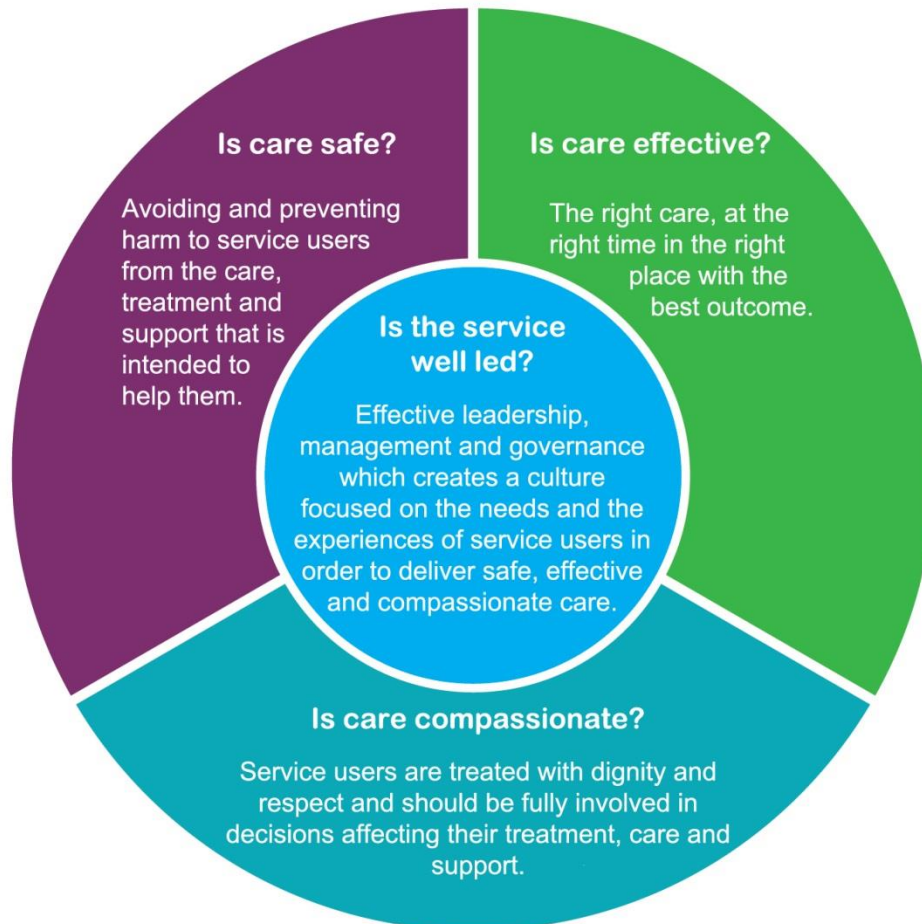 Is care safe?
Avoiding and preventing
harm to service users
from the care,
treatment and
support that is
intended to
help them.
Is care effective?
The right care, at the
right time in the right
place with the
best outcome.
Is the service
well led?
Effective leadership,
management and governance
which creates a culture
focused on the needs and the
experiences of service users in
order to deliver safe, effective
and compassionate care.
Is care compassionate?
Service users are treated with dignity and
respect and should be fully involved in
decisions affecting their treatment, care and
support.